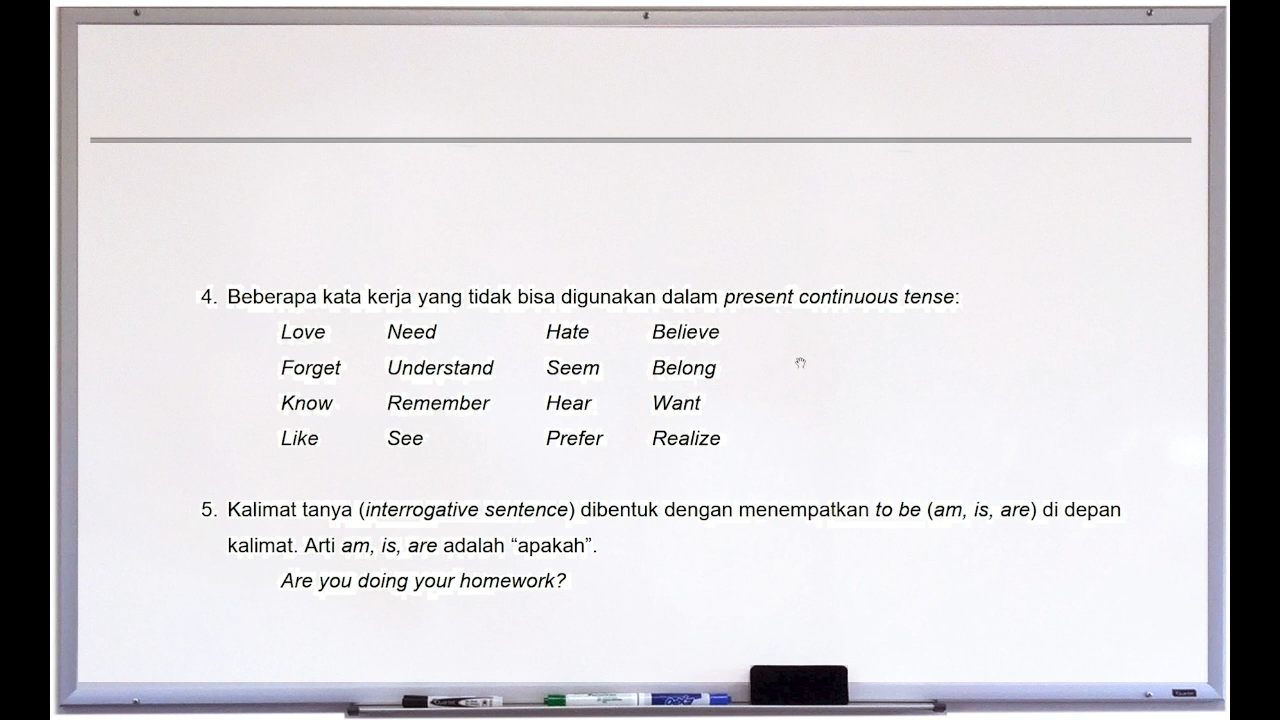 4. Beberapa kata kerja yang tidak bisa digunakan dalam present continuous tense:
Love Need Hate Believe
Forget Understand Seem Belong
Know Remember Hear Want
Like See Prefer Realize
5. Kalimat tanya (interrogative sentence) dibentuk dengan menempatkan to be (am, is, are) di depan
kalimat. Arti am, is, are adalah “apakah”.
Are you doing your homework?